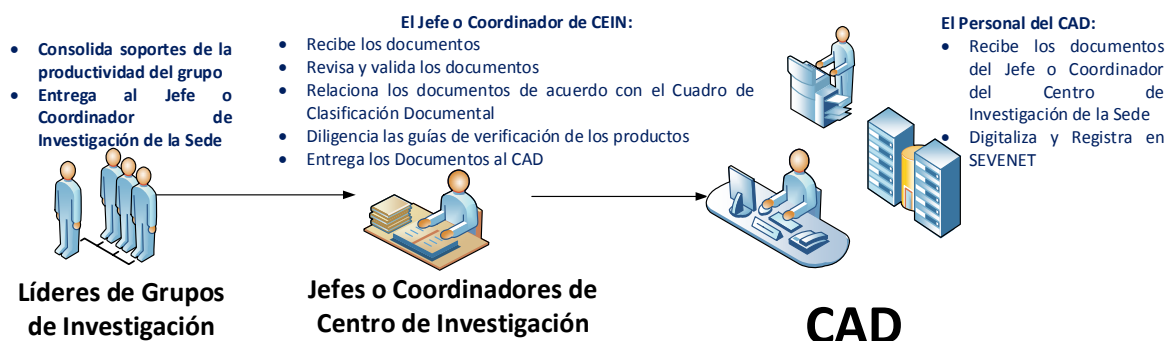 • Consolida soportes de la
productividad del grupo
• Entrega al Jefe o
Coordinador de
Investigación de la Sede
Líderes de Grupos
de Investigación
El Jefe o Coordinador de CEIN:
• Recibe los documentos
• Revisa y valida los documentos
• Relaciona los documentos de acuerdo con el Cuadro de
Clasificación Documental
• Diligencia las guías de verificación de los productos
• Entrega los Documentos al CAD
Jefes o Coordinadores de
Centro de Investigación
El Personal del CAD:
• Recibe los documentos
del Jefe o Coordinador
del Centro de
Investigación de la Sede
• Digitaliza y Registra en
SEVENET
CAD